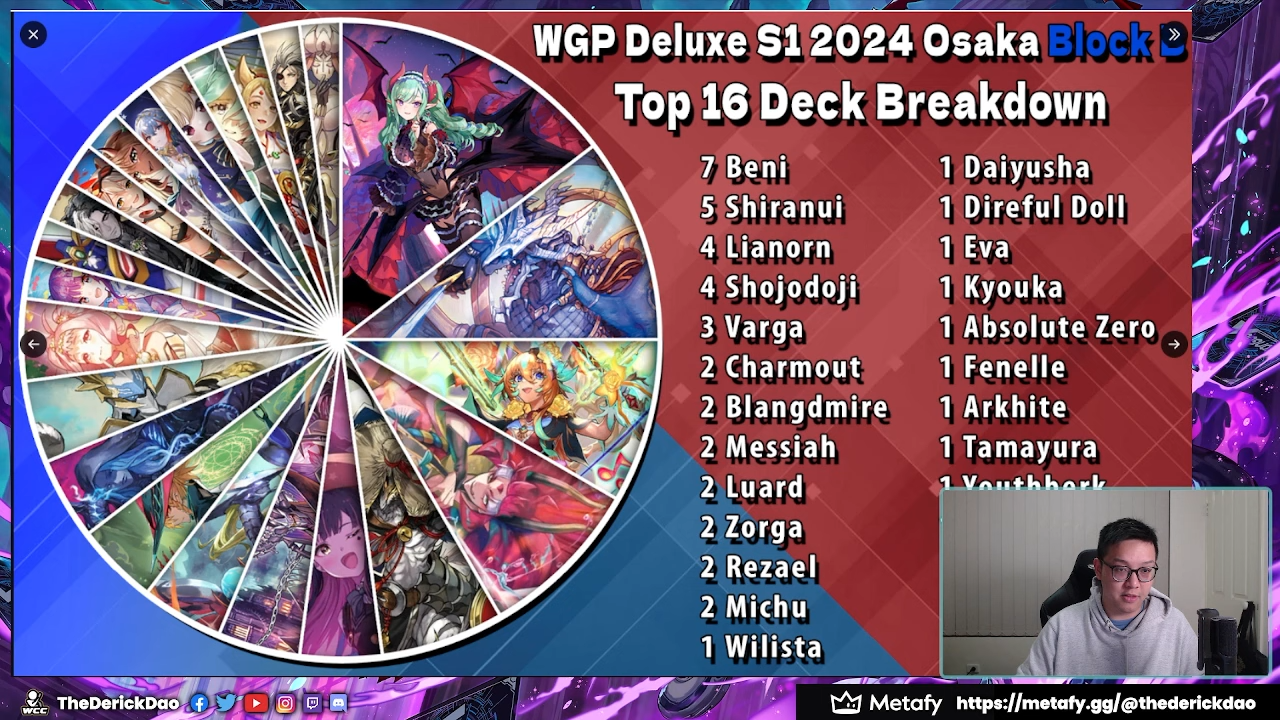 WGP Deluxe S1 2024 Osaka Block
Top 16 Deck Breakdown
7 Beni
5 Shiranui
4 Lianorn
4 Shojodoji
3 Varga
2 Charmout
2 Blangdmire
2 Messiah
2 Luard
2 Zorga
2 Rezael
2 Michu
1 Wilista
1 Daiyusha
1 Direful Doll
1 Eva
1 Kyouka
1 Absolute Zero
1 Fenelle
1 Arkhite
1 Tamayura
1 Youthberk
WCC
TheDerickDao
Metafy
https://metafy.gg/@thederickdao